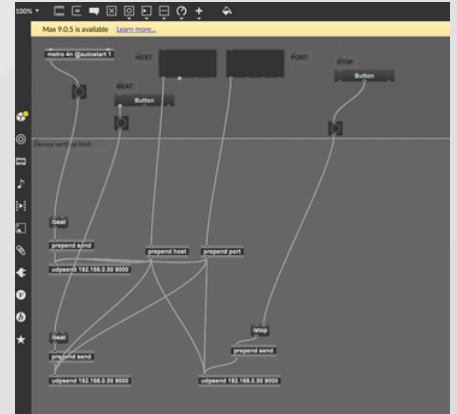 100%
Max 9.0.5 is available Learn more...
metro 4n @autostart 1
HOST
PORT
STOP
Button
BEAT
Button
Device vertical limit
/beat
prepend send
prepend host
prepend port
udpsend 192.168.0.50 9000
/beat
/stop
prepend send
prepend send
udpsend 192.168.0.50 9000
udpsend 192.168.0.50 9000